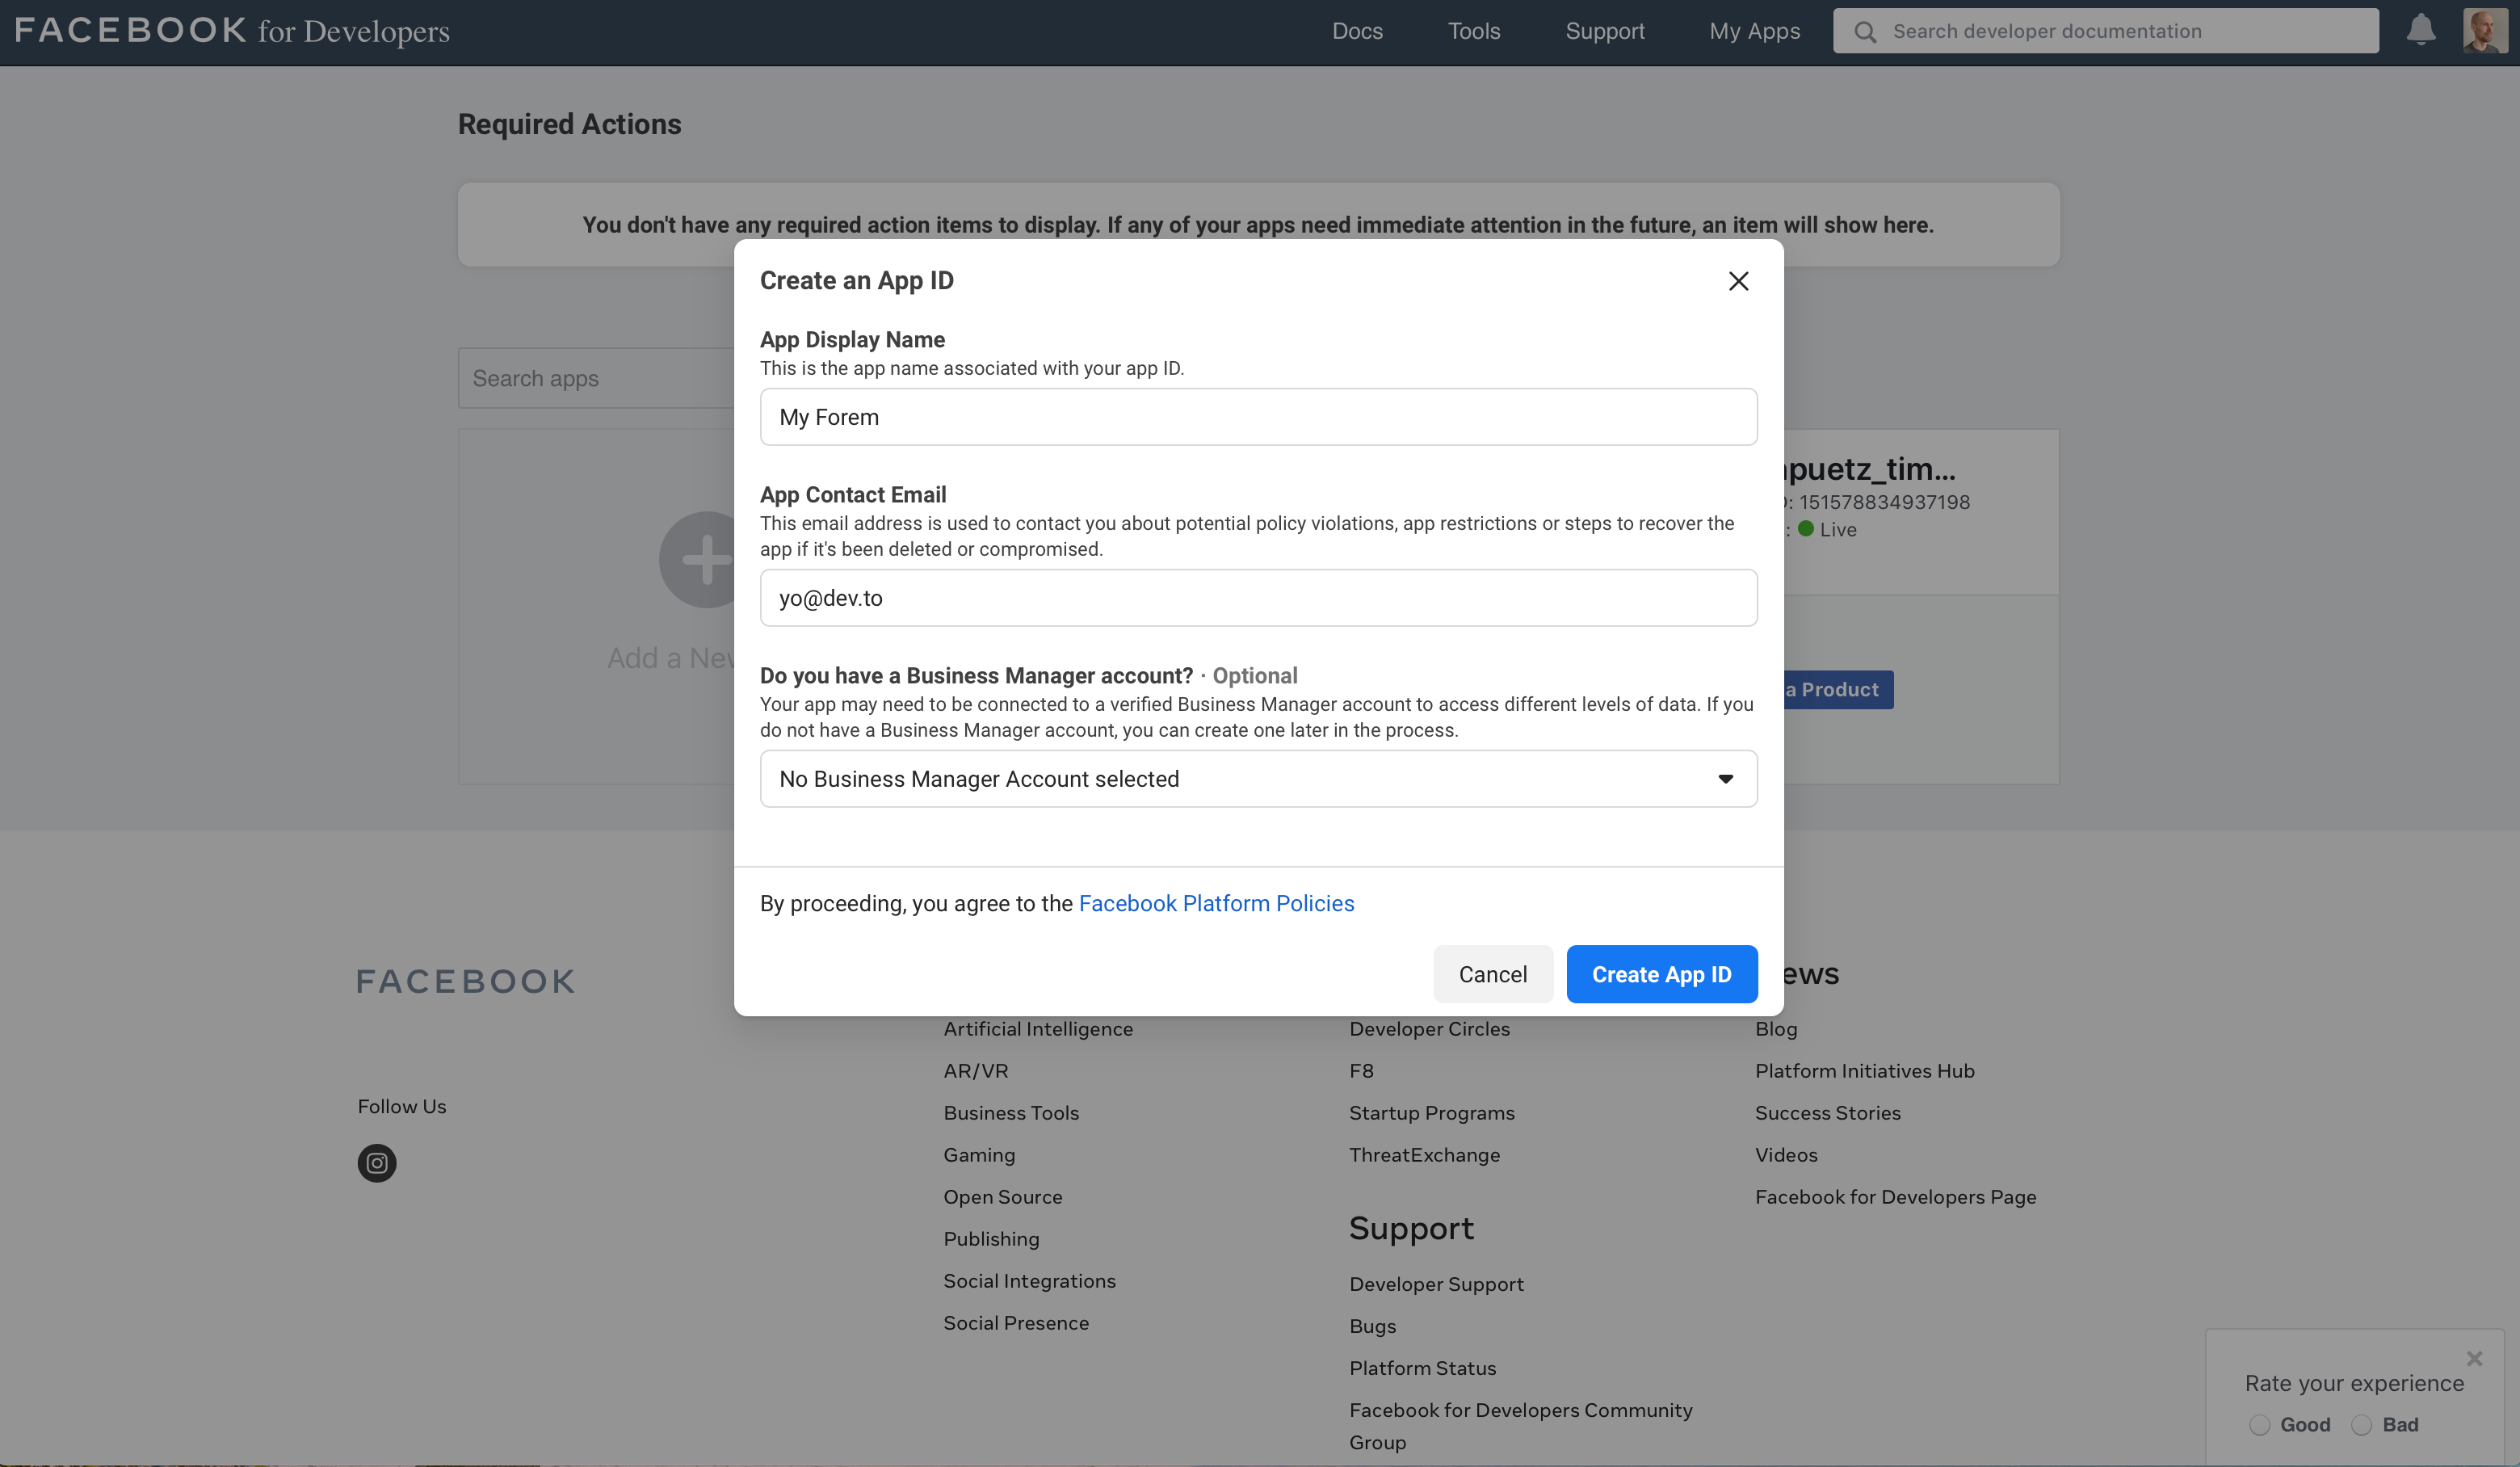 FACEBOOK for Developers
Docs
Tools
Support
My Apps
Search developer documentation
Required Actions
You don't have any required action items to display. If any of your apps need immediate attention in the future, an item will show here.
Create an App ID
App Display Name
This is the app name associated with your app ID.
My Forem
App Contact Email
This email address is used to contact you about potential policy violations, app restrictions or steps to recover the
app if it's been deleted or compromised.
yo@dev.to
Do you have a Business Manager account? · Optional
Your app may need to be connected to a verified Business Manager account to access different levels of data. If you
do not have a Business Manager account, you can create one later in the process.
No Business Manager Account selected
By proceeding, you agree to the Facebook Platform Policies
Cancel
Create App ID
Search apps
Add a New
puetz_tim...
: 151578834937198
: Live
a Product
FACEBOOK
Follow Us
Artificial Intelligence
AR/VR
Business Tools
Gaming
Open Source
Publishing
Social Integrations
Social Presence
Developer Circles
F8
Startup Programs
ThreatExchange
Support
Developer Support
Bugs
Platform Status
Facebook for Developers Community
Group
ews
Blog
Platform Initiatives Hub
Success Stories
Videos
Facebook for Developers Page
Rate your experience
Good
Bad